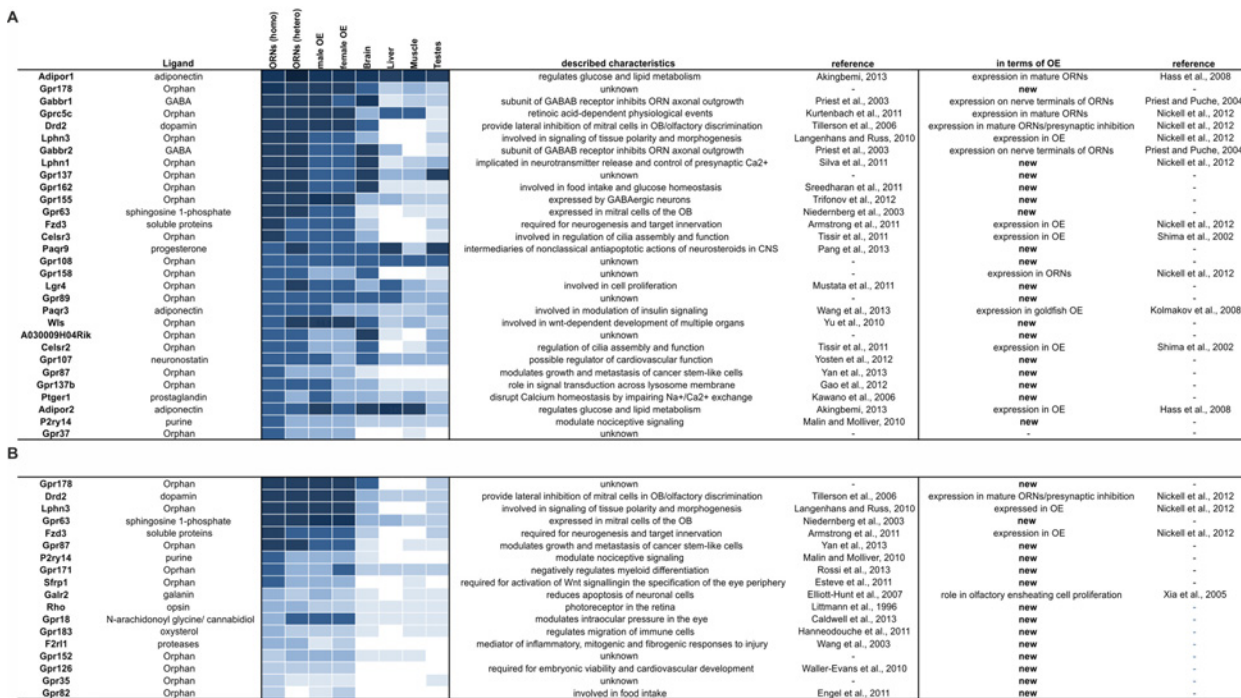 A
ORNs (homo) ORNs (hetero) male OE female OE Brain Liver Muscle Testes
Ligand described characteristics reference in terms of OE reference
Adipor1 adiponectin regulates glucose and lipid metabolism Akingbemi, 2013 expression in mature ORNs Hass et al., 2008
Gpr178 Orphan unknown - new -
Gabbr1 GABA subunit of GABAB receptor inhibits ORN axonal outgrowth Priest et al., 2003 expression on nerve terminals of ORNs Priest and Puche, 2004
Gprc5c Orphan retinoic acid-dependent physiological events Kurtenbach et al., 2011 expression in mature ORNs Nickell et al., 2012
Drd2 dopamin provide lateral inhibition of mitral cells in OB/olfactory discrimination Tillerson et al., 2006 expression in mature ORNs/presynaptic inhibition Nickell et al., 2012
Lphn3 Orphan involved in signaling of tissue polarity and morphogenesis Langenhans and Russ, 2010 expression in OE Nickell et al., 2012
Gabbr2 GABA subunit of GABAB receptor inhibits ORN axonal outgrowth Priest et al., 2003 expression on nerve terminals of ORNs Priest and Puche, 2004
Lphn1 Orphan implicated in neurotransmitter release and control of presynaptic Ca2+ Silva et al., 2011 new Nickell et al., 2012
Gpr137 Orphan unknown - new -
Gpr162 Orphan involved in food intake and glucose homeostasis Sreedharan et al., 2011 new -
Gpr155 Orphan expressed by GABAergic neurons Trifonov et al., 2012 new -
Gpr63 sphingosine 1-phosphate expressed in mitral cells of the OB Niedernberg et al., 2003 new -
Fzd3 soluble proteins required for neurogenesis and target innervation Armstrong et al., 2011 expression in OE Nickell et al., 2012
Celsr3 Orphan involved in regulation of cilia assembly and function Tissir et al., 2011 expression in OE Shima et al., 2002
Paqr9 progesterone intermediaries of nonclassical antiapoptotic actions of neurosteroids in CNS Pang et al., 2013 new -
Gpr108 Orphan unknown - new -
Gpr158 Orphan unknown - expression in ORNs Nickell et al., 2012
Lgr4 Orphan involved in cell proliferation Mustata et al., 2011 new -
Gpr89 Orphan unknown - new -
Paqr3 adiponectin involved in modulation of insulin signaling Wang et al., 2013 expression in goldfish OE Kolmakov et al., 2008
Wls Orphan involved in wnt-dependent development of multiple organs Yu et al., 2010 new -
A030009H04Rik Orphan unknown - new -
Celsr2 Orphan regulation of cilia assembly and function Tissir et al., 2011 expression in OE Shima et al., 2002
Gpr107 neuronostatin possible regulator of cardiovascular function Yosten et al., 2012 new -
Gpr87 Orphan modulates growth and metastasis of cancer stem-like cells Yan et al., 2013 new -
Gpr137b Orphan role in signal transduction across lysosome membrane Gao et al., 2012 new -
Ptger1 prostaglandin disrupt Calcium homeostasis by impairing Na+/Ca2+ exchange Kawano et al., 2006 new -
Adipor2 adiponectin regulates glucose and lipid metabolism Akingbemi, 2013 expression in OE Hass et al., 2008
P2ry14 purine modulate nociceptive signaling Malin and Molliver, 2010 new -
Gpr37 Orphan unknown - - -
B
Gpr178 Orphan unknown - new -
Drd2 dopamin provide lateral inhibition of mitral cells in OB/olfactory discrimination Tillerson et al., 2006 expression in mature ORNs/presynaptic inhibition Nickell et al., 2012
Lphn3 Orphan involved in signaling of tissue polarity and morphogenesis Langenhans and Russ, 2010 expressed in OE Nickell et al., 2012
Gpr63 sphingosine 1-phosphate expressed in mitral cells of the OB Niedernberg et al., 2003 new -
Fzd3 soluble proteins required for neurogenesis and target innervation Armstrong et al., 2011 expression in OE Nickell et al., 2012
Gpr87 Orphan modulates growth and metastasis of cancer stem-like cells Yan et al., 2013 new -
P2ry14 purine modulate nociceptive signaling Malin and Molliver, 2010 new -
Gpr171 Orphan negatively regulates myeloid differentiation Rossi et al., 2013 new -
Sfrp1 Orphan required for activation of Wnt signallingin the specification of the eye periphery Esteve et al., 2011 new -
Galr2 galanin reduces apoptosis of neuronal cells Elliott-Hunt et al., 2007 role in olfactory ensheating cell proliferation Xia et al., 2005
Rho opsin photoreceptor in the retina Littmann et al., 1996 new -
Gpr18 N-arachidonoyl glycine/ cannabidiol modulates intraocular pressure in the eye Caldwell et al., 2013 new -
Gpr183 oxysterol regulates migration of immune cells Hanneodouche et al., 2011 new -
F2rl1 proteases mediator of inflammatory, mitogenic and fibrogenic responses to injury Wang et al., 2003 new -
Gpr152 Orphan unknown - new -
Gpr126 Orphan required for embryonic viability and cardiovascular development Waller-Evans et al., 2010 new -
Gpr35 Orphan unknown - new -
Gpr82 Orphan involved in food intake Engel et al., 2011 new -